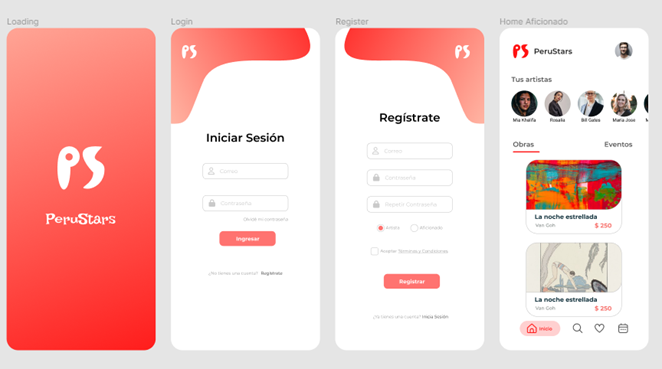 Loading
PS
PeruStars
Login
PS
Iniciar Sesión
Correo
Contraseña
Olvidé mi contraseña
Ingresar
¿No tienes una cuenta? Regístrate
Register
PS
Regístrate
Correo
Contraseña
Repetir Contraseña
Artista
Aficionado
Aceptar Términos y Condiciones
Registrar
¿Ya tienes una cuenta? Inicia Sesión
Home Aficionado
PS PeruStars
Tus artistas
Mia Khalifa
Rosalia
Bill Gates
Maria Jose
Obras
Eventos
La noche estrellada
Van Goh
$ 250
La noche estrellada
Van Goh
$ 250
Inicio